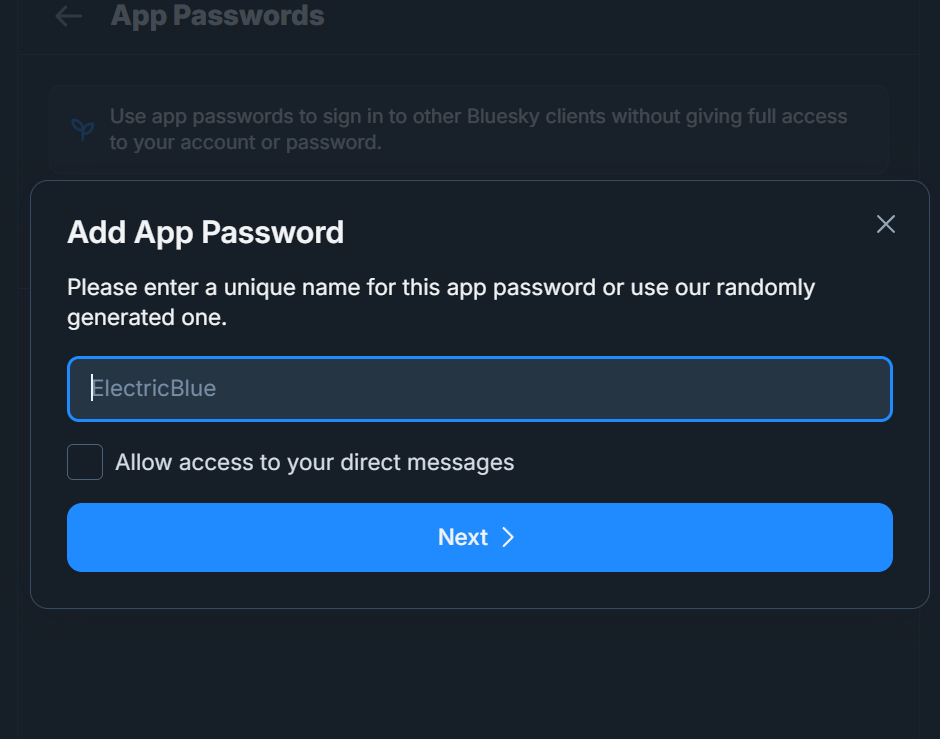 App Passwords
Use app passwords to sign in to other Bluesky clients without giving full access
to your account or password.
Add App Password
Please enter a unique name for this app password or use our randomly
generated one.
ElectricBlue
Allow access to your direct messages
Next